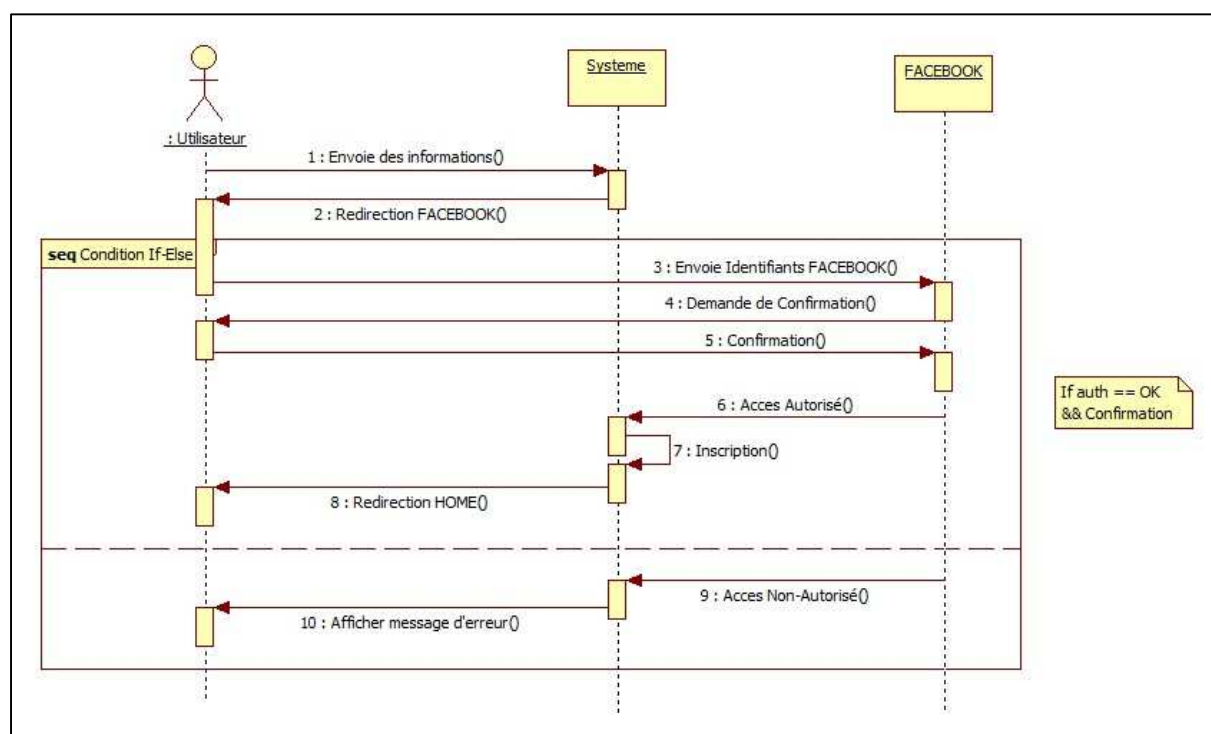 : Utilisateur
Systeme
FACEBOOK
1 : Envoie des informations()
2 : Redirection FACEBOOK()
seq Condition If-Else
3 : Envoie Identifiants FACEBOOK()
4 : Demande de Confirmation()
5 : Confirmation()
If auth == OK
&& Confirmation
6 : Acces Autorisé()
7 : Inscription()
8 : Redirection HOME()
9 : Acces Non-Autorisé()
10 : Afficher message d'erreur()